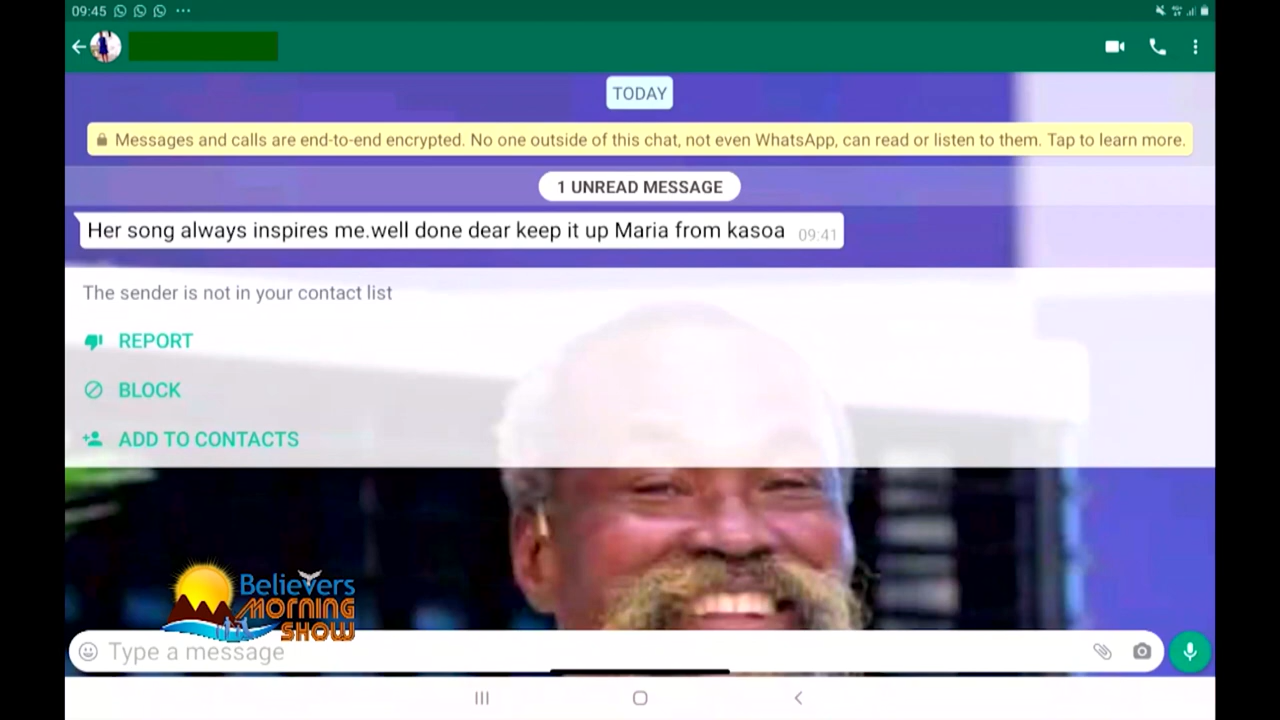 09:45
TODAY
Messages and calls are end-to-end encrypted. No one outside of this chat, not even WhatsApp, can read or listen to them. Tap to learn more.
1 UNREAD MESSAGE
Her song always inspires me.well done dear keep it up Maria from kasoa 09:41
The sender is not in your contact list
REPORT
BLOCK
ADD TO CONTACTS
Believers
MORNING
SHOW
Type a message